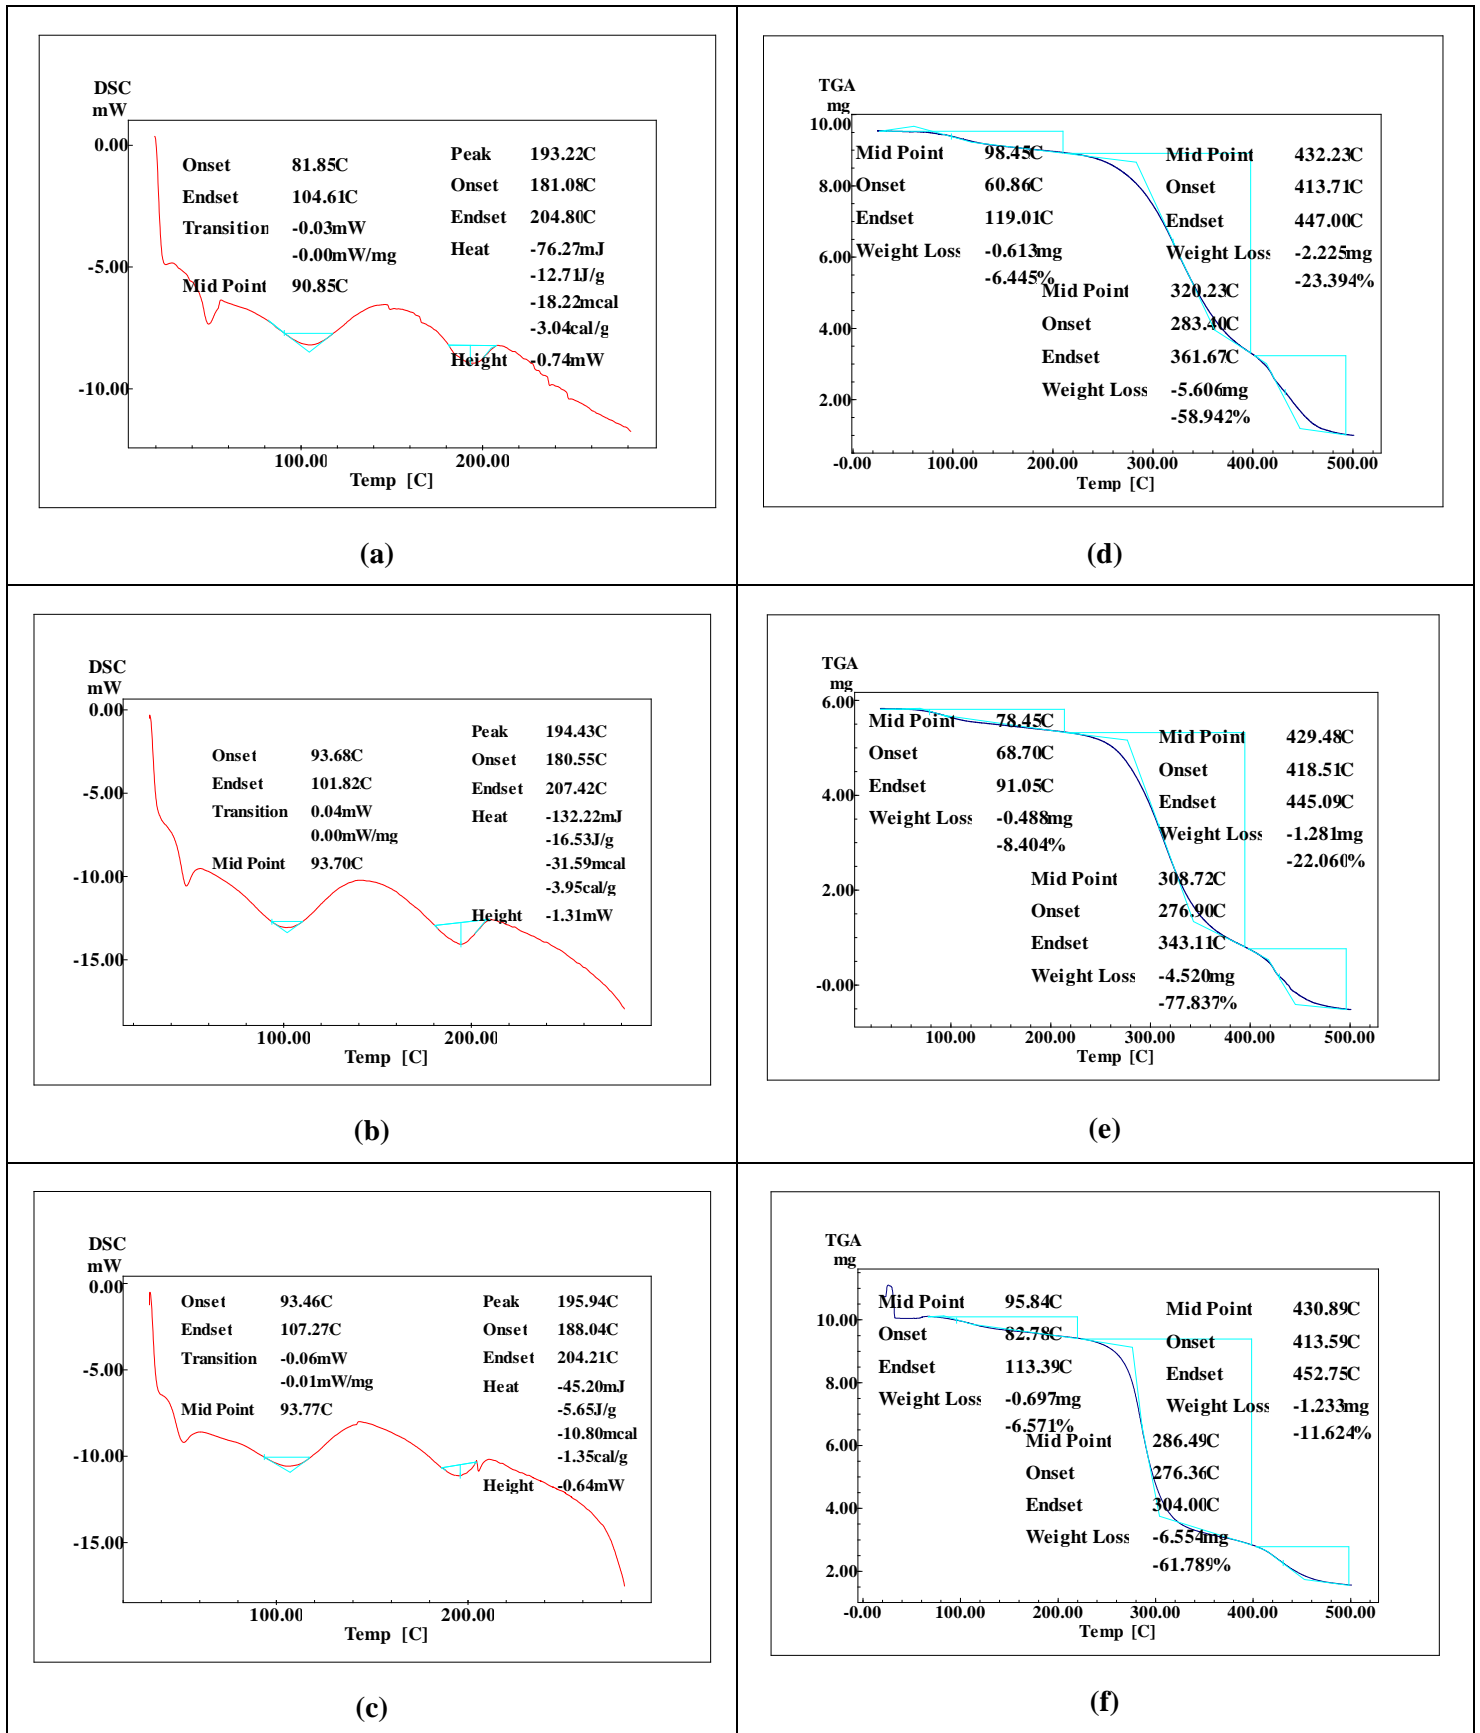 DSC
mW
0.00
-5.00
-10.00
Onset 81.85C
Endset 104.61C
Transition -0.03mW
-0.00mW/mg
Mid Point 90.85C
Peak 193.22C
Onset 181.08C
Endset 204.80C
Heat -76.27mJ
-12.71J/g
-18.22mcal
-3.04cal/g
Height -0.74mW
100.00 200.00
Temp [C]
(a)
TGA
mg
10.00
8.00
6.00
4.00
2.00
Mid Point 98.45C
Onset 60.86C
Endset 119.01C
Weight Loss -0.613mg
-6.445%
Mid Point 432.23C
Onset 413.71C
Endset 447.00C
Weight Loss -2.225mg
-23.394%
Mid Point 320.23C
Onset 283.40C
Endset 361.67C
Weight Loss -5.606mg
-58.942%
-0.00 100.00 200.00 300.00 400.00 500.00
Temp [C]
(d)
DSC
mW
0.00
-5.00
-10.00
-15.00
Onset 93.68C
Endset 101.82C
Transition 0.04mW
0.00mW/mg
Mid Point 93.70C
Peak 194.43C
Onset 180.55C
Endset 207.42C
Heat -132.22mJ
-16.53J/g
-31.59mcal
-3.95cal/g
Height -1.31mW
100.00 200.00
Temp [C]
(b)
TGA
mg
6.00
4.00
2.00
-0.00
Mid Point 78.45C
Onset 68.70C
Endset 91.05C
Weight Loss -0.488mg
-8.404%
Mid Point 429.48C
Onset 418.51C
Endset 445.09C
Weight Loss -1.281mg
-22.060%
Mid Point 308.72C
Onset 276.90C
Endset 343.11C
Weight Loss -4.520mg
-77.837%
100.00 200.00 300.00 400.00 500.00
Temp [C]
(e)
DSC
mW
0.00
-5.00
-10.00
-15.00
Onset 93.46C
Endset 107.27C
Transition -0.06mW
-0.01mW/mg
Mid Point 93.77C
Peak 195.94C
Onset 188.04C
Endset 204.21C
Heat -45.20mJ
-5.65J/g
-10.80mcal
-1.35cal/g
Height -0.64mW
100.00 200.00
Temp [C]
(c)
TGA
mg
10.00
8.00
6.00
4.00
2.00
Mid Point 95.84C
Onset 82.78C
Endset 113.39C
Weight Loss -0.697mg
-6.571%
Mid Point 430.89C
Onset 413.59C
Endset 452.75C
Weight Loss -1.233mg
-11.624%
Mid Point 286.49C
Onset 276.36C
Endset 304.00C
Weight Loss -6.554mg
-61.789%
-0.00 100.00 200.00 300.00 400.00 500.00
Temp [C]
(f)